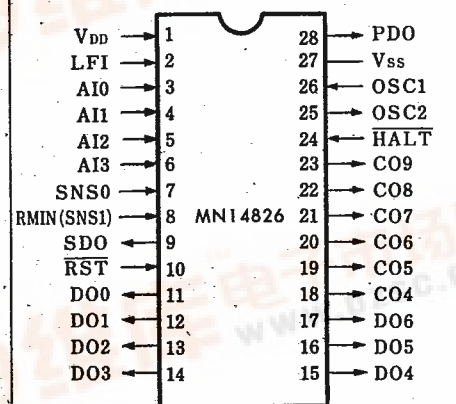 VDD 1 28 PDO
LFI 2 27 Vss
AI0 3 26 OSC1
AI1 4 25 OSC2
AI2 5 24 HALT
AI3 6 23 CO9
SNS0 7 22 CO8
RMIN(SNS1) 8 MN14826 21 CO7
SDO 9 20 CO6
RST 10 19 CO5
DO0 11 18 CO4
DO1 12 17 DO6
DO2 13 16 DO5
DO3 14 15 DO4